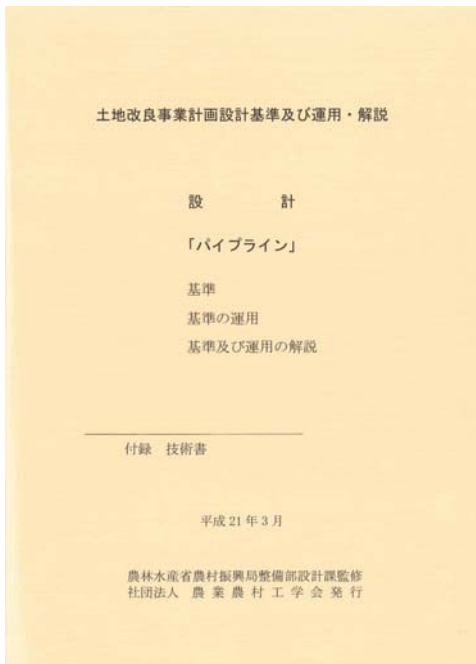 土地改良事業計画設計基準及び運用・解説
設　　計
「パイプライン」
基準
基準の運用
基準及び運用の解説
付録　技術書
平成21年3月
農林水産省農村振興局整備部設計課監修
社団法人　農業農村工学会発行